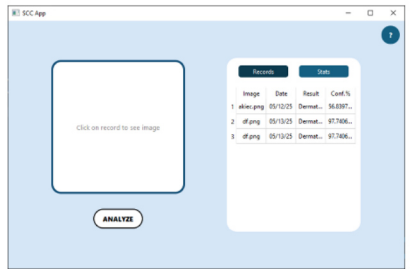 SCC App
?
Records Stats
Image Date Result Conf.%
1 akiec.png 05/12/25 Dermat... 56.8397...
2 df.png 05/13/25 Dermat... 97.7406...
3 df.png 05/13/25 Dermat... 97.7406...
Click on record to see image
ANALYZE